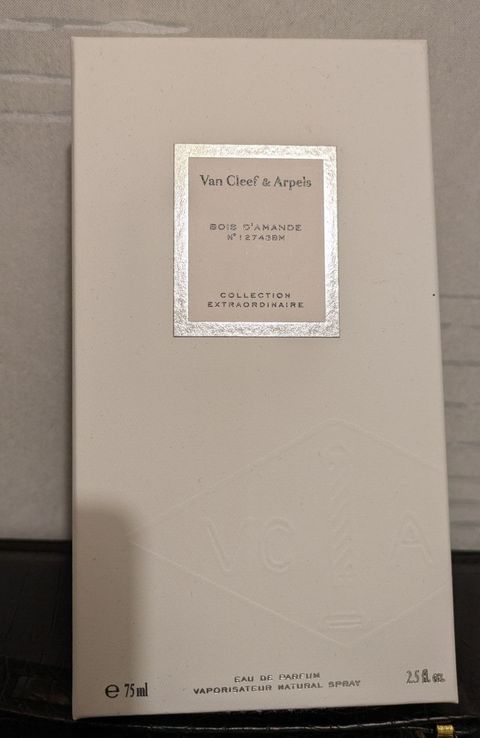 Van Cleef & Arpels
BOIS D'AMANDE
N° 127438M
COLLECTION
EXTRAORDINAIRE
VC A
EAU DE PARFUM
VAPORISATEUR NATURAL SPRAY
e 75 ml
2.5 fl. oz.